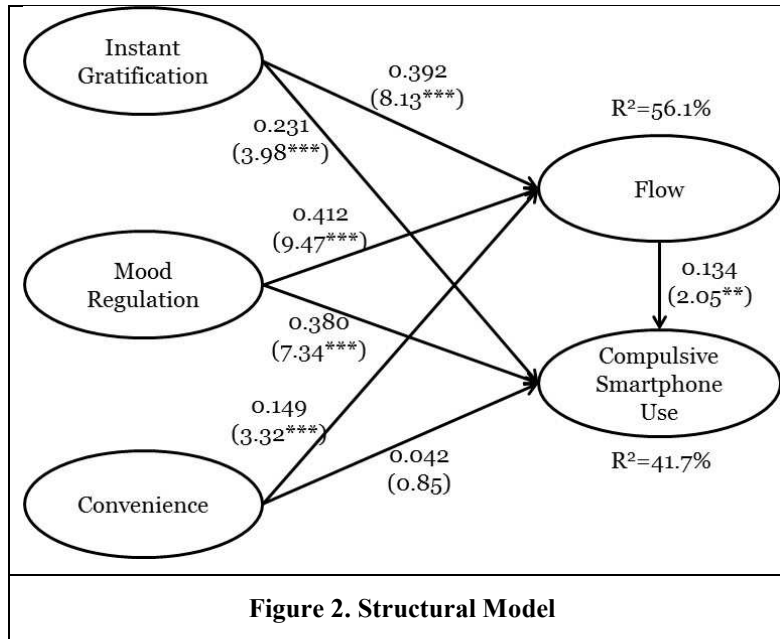 Instant
Gratification
0.392
(8.13***)
R²=56.1%
0.231
(3.98***)
Flow
0.412
(9.47***)
Mood
Regulation
0.134
(2.05**)
0.380
(7.34***)
Compulsive
Smartphone
Use
0.149
(3.32***)
0.042
(0.85)
R²=41.7%
Convenience
Figure 2. Structural Model